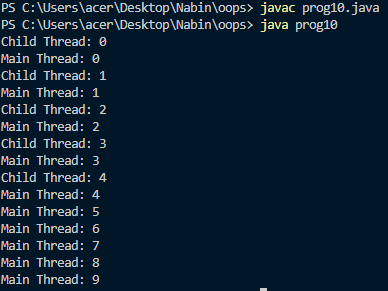 PS C:\Users\acer\Desktop\Nabin\oops> javac prog10.java
PS C:\Users\acer\Desktop\Nabin\oops> java prog10
Child Thread: 0
Main Thread: 0
Child Thread: 1
Main Thread: 1
Child Thread: 2
Main Thread: 2
Child Thread: 3
Main Thread: 3
Child Thread: 4
Main Thread: 4
Main Thread: 5
Main Thread: 6
Main Thread: 7
Main Thread: 8
Main Thread: 9